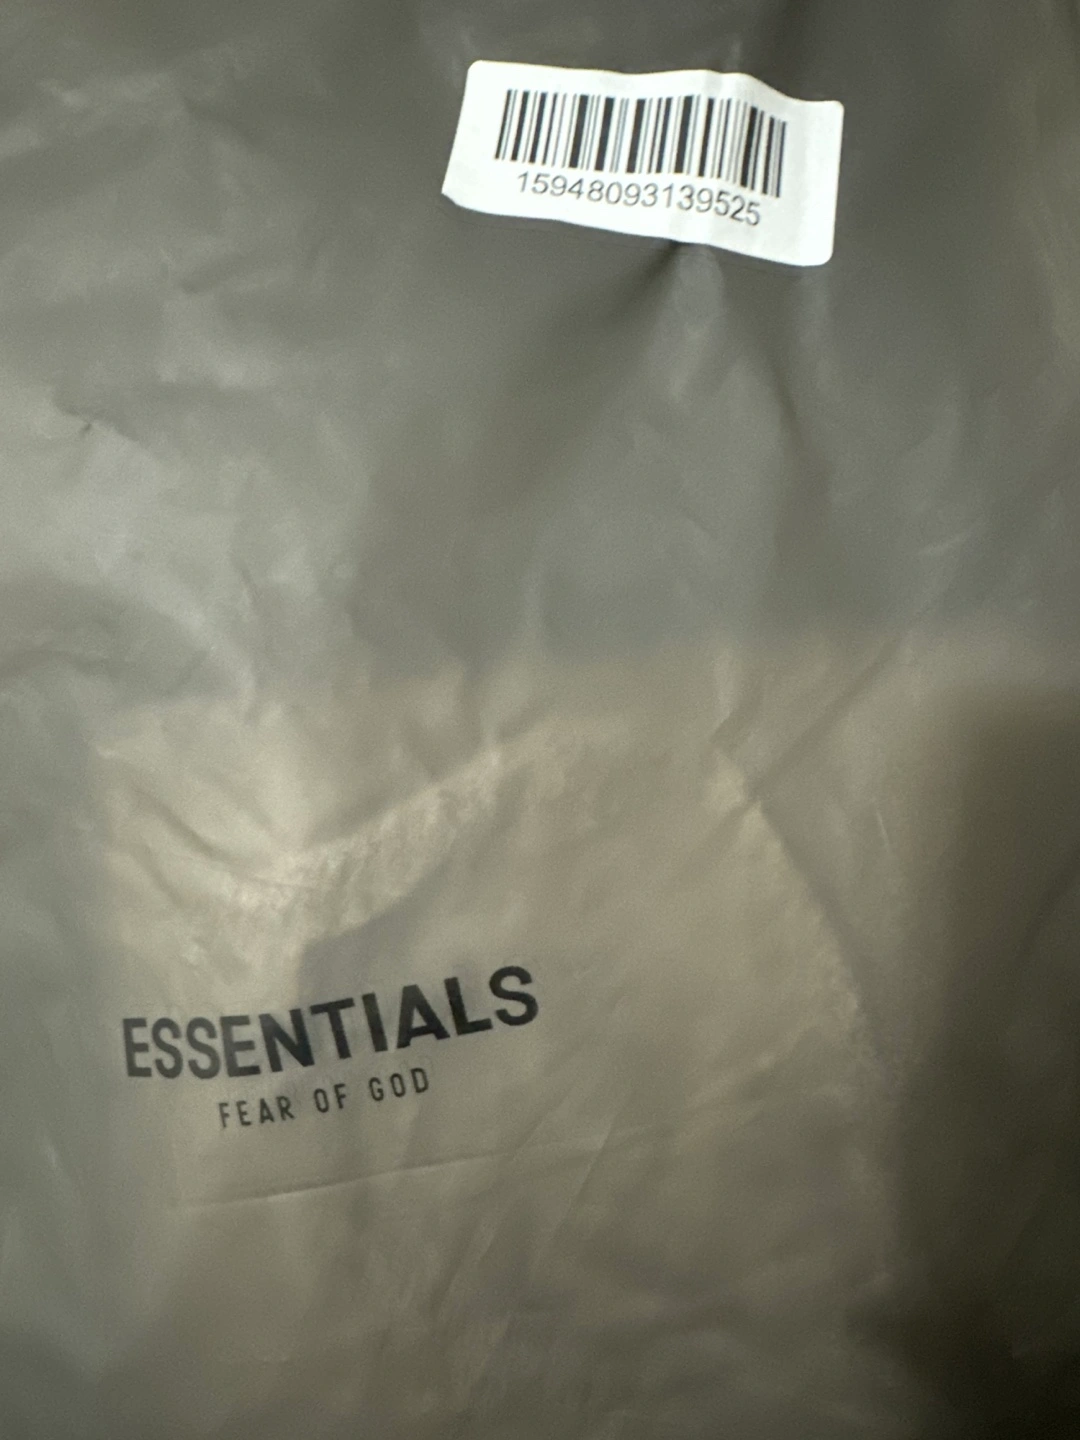 15948093139525
ESSENTIALS
FEAR OF GOD